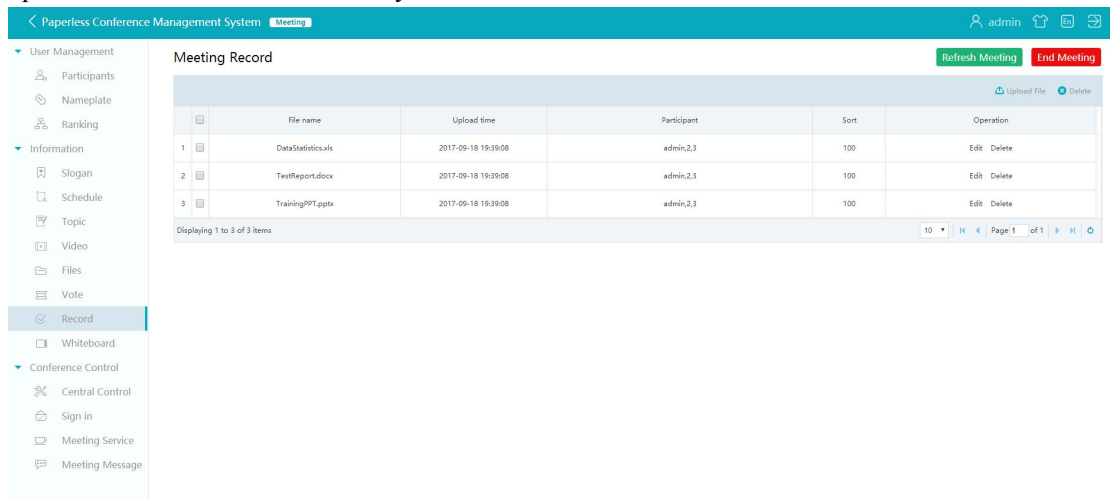 Paperless Conference Management System Meeting admin En
User Management
Participants
Nameplate
Ranking
Information
Slogan
Schedule
Topic
Video
Files
Vote
Record
Whiteboard
Conference Control
Central Control
Sign in
Meeting Service
Meeting Message
Meeting Record Refresh Meeting End Meeting
Upload File Delete
File name Upload time Participant Sort Operation
1 DataStatistics.xls 2017-09-18 19:39:08 admin,2,3 100 Edit Delete
2 TestReport.docx 2017-09-18 19:39:08 admin,2,3 100 Edit Delete
3 TrainingPPT.pptx 2017-09-18 19:39:08 admin,2,3 100 Edit Delete
Displaying 1 to 3 of 3 items 10 Page 1 of 1